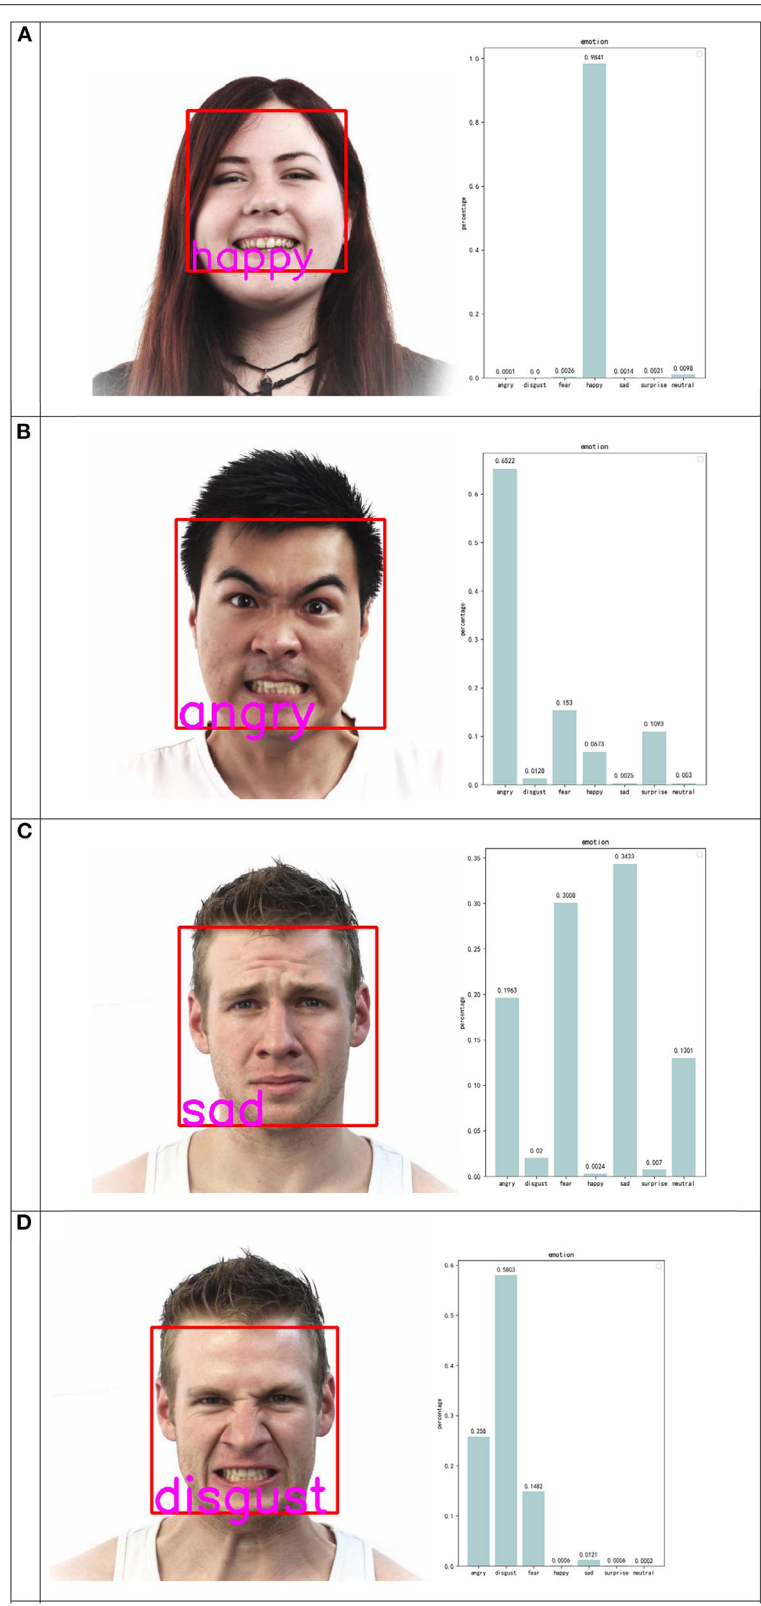 A
happy
emotion
percentage
1.0
0.8
0.6
0.4
0.2
0.0
0.0001 0.0 0.0026 0.9841 0.0014 0.0021 0.0098
angry disgust fear happy sad surprise neutral
B
angry
emotion
percentage
0.6
0.5
0.4
0.3
0.2
0.1
0.0
0.6522 0.0128 0.153 0.0673 0.0025 0.1093 0.003
angry disgust fear happy sad surprise neutral
C
sad
emotion
percentage
0.35
0.30
0.25
0.20
0.15
0.10
0.05
0.00
0.1963 0.02 0.3008 0.0024 0.3433 0.007 0.1301
angry disgust fear happy sad surprise neutral
D
disgust
emotion
percentage
0.6
0.5
0.4
0.3
0.2
0.1
0.0
0.258 0.5803 0.1482 0.0006 0.0121 0.0006 0.0002
angry disgust fear happy sad surprise neutral